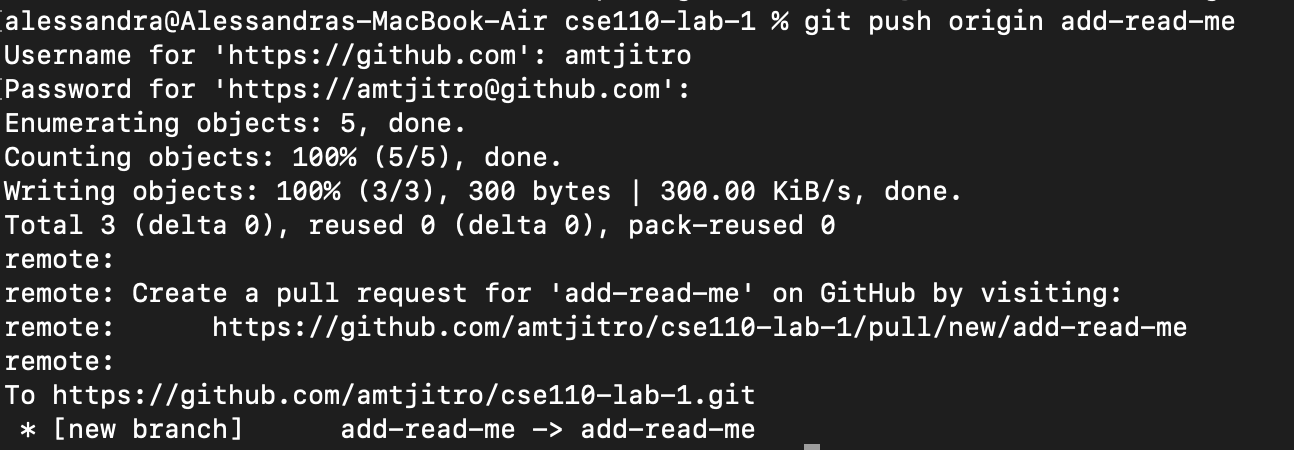 alessandra@Alessandras-MacBook-Air cse110-lab-1 % git push origin add-read-me
Username for 'https://github.com': amtjitro
Password for 'https://amtjitro@github.com':
Enumerating objects: 5, done.
Counting objects: 100% (5/5), done.
Writing objects: 100% (3/3), 300 bytes | 300.00 KiB/s, done.
Total 3 (delta 0), reused 0 (delta 0), pack-reused 0
remote:
remote: Create a pull request for 'add-read-me' on GitHub by visiting:
remote:      https://github.com/amtjitro/cse110-lab-1/pull/new/add-read-me
remote:
To https://github.com/amtjitro/cse110-lab-1.git
 * [new branch]      add-read-me -> add-read-me